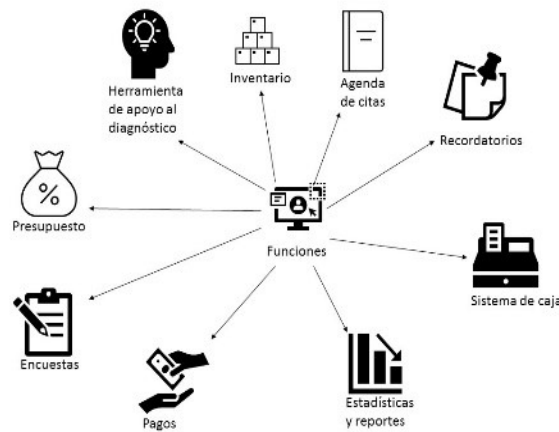 Herramienta
de apoyo al
diagnóstico
Inventario
Agenda
de citas
Recordatorios
Presupuesto
%
Funciones
Sistema de caja
Encuestas
Pagos
Estadísticas
y reportes